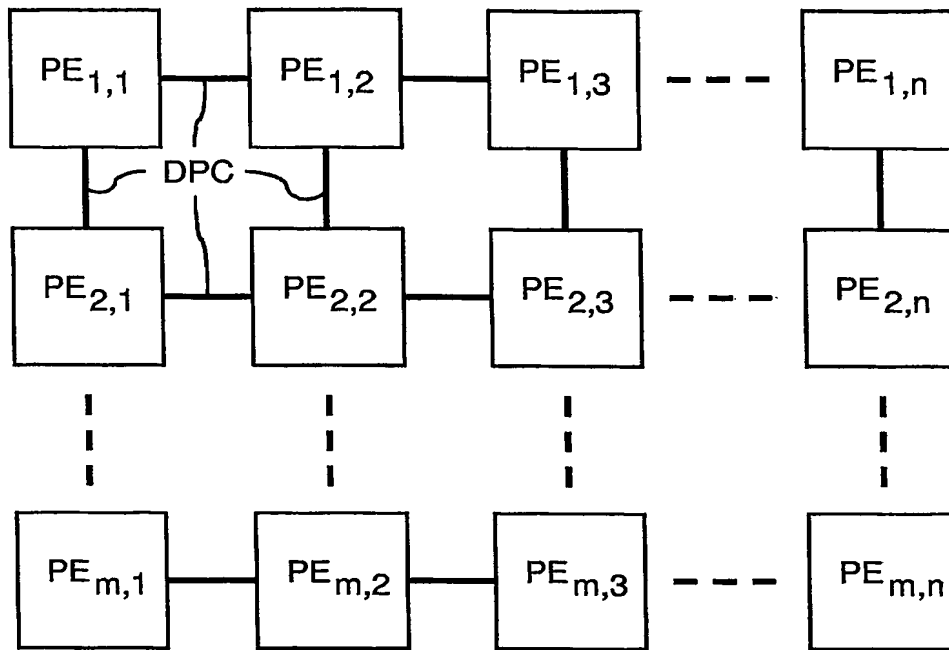 PE1,1 PE1,2 PE1,3 PE1,n
DPC
PE2,1 PE2,2 PE2,3 PE2,n
PEm,1 PEm,2 PEm,3 PEm,n